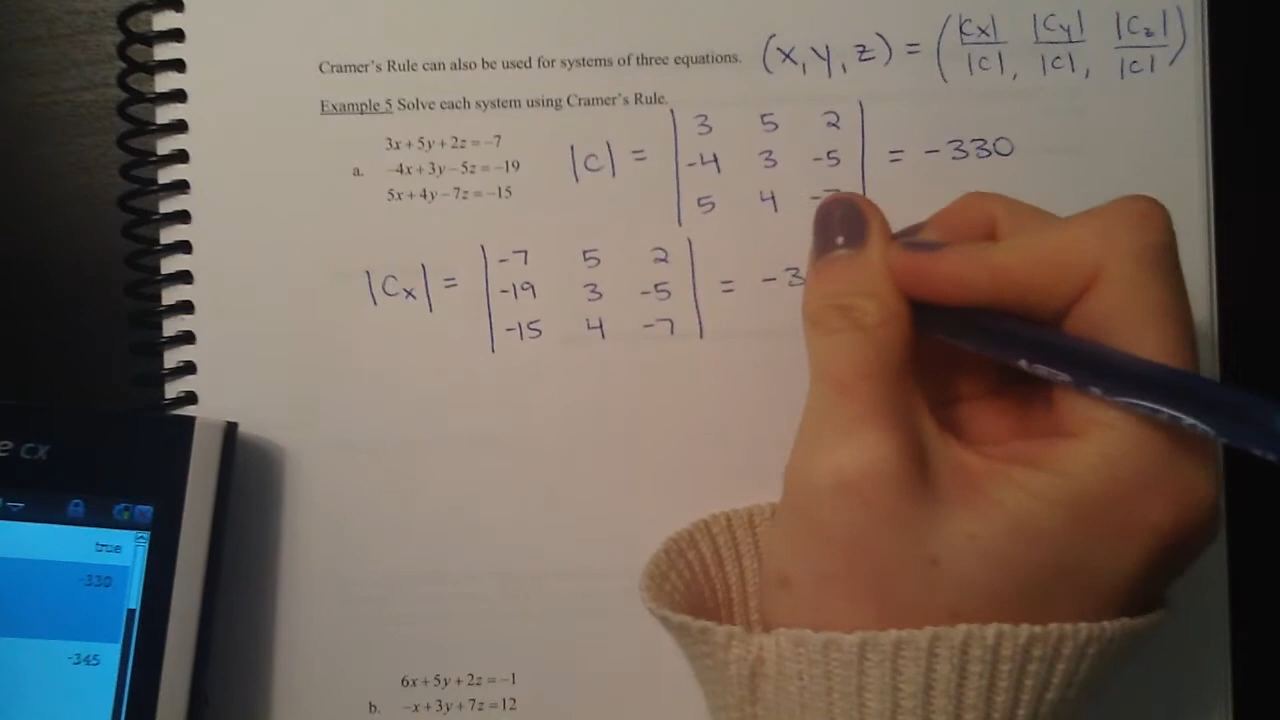 Cramer's Rule can also be used for systems of three equations. (x, y, z) = (|Cx|/|C|, |Cy|/|C|, |Cz|/|C|)
Example 5 Solve each system using Cramer's Rule.
a.
3x + 5y + 2z = -7
-4x + 3y - 5z = -19
5x + 4y - 7z = -15
|C| =
3 5 2
-4 3 -5
5 4
= -330
|Cx| =
-7 5 2
-19 3 -5
-15 4 -7
= -3
b.
6x + 5y + 2z = -1
-x + 3y + 7z = 12
e cx
true
-330
-345